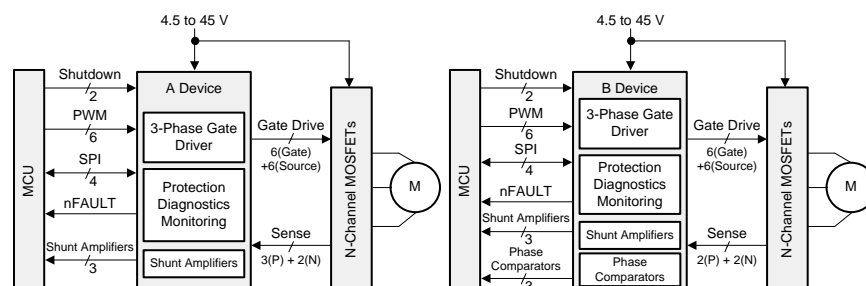 4.5 to 45 V
MCU
Shutdown
2
PWM
6
SPI
4
nFAULT
Shunt Amplifiers
3
A Device
3-Phase Gate
Driver
Protection
Diagnostics
Monitoring
Shunt Amplifiers
Gate Drive
6(Gate)
+6(Source)
Sense
3(P) + 2(N)
N-Channel MOSFETs
M
4.5 to 45 V
MCU
Shutdown
2
PWM
6
SPI
4
nFAULT
Shunt Amplifiers
3
Phase
Comparators
3
B Device
3-Phase Gate
Driver
Protection
Diagnostics
Monitoring
Shunt Amplifiers
Phase
Comparators
Gate Drive
6(Gate)
+6(Source)
Sense
2(P) + 2(N)
N-Channel MOSFETs
M